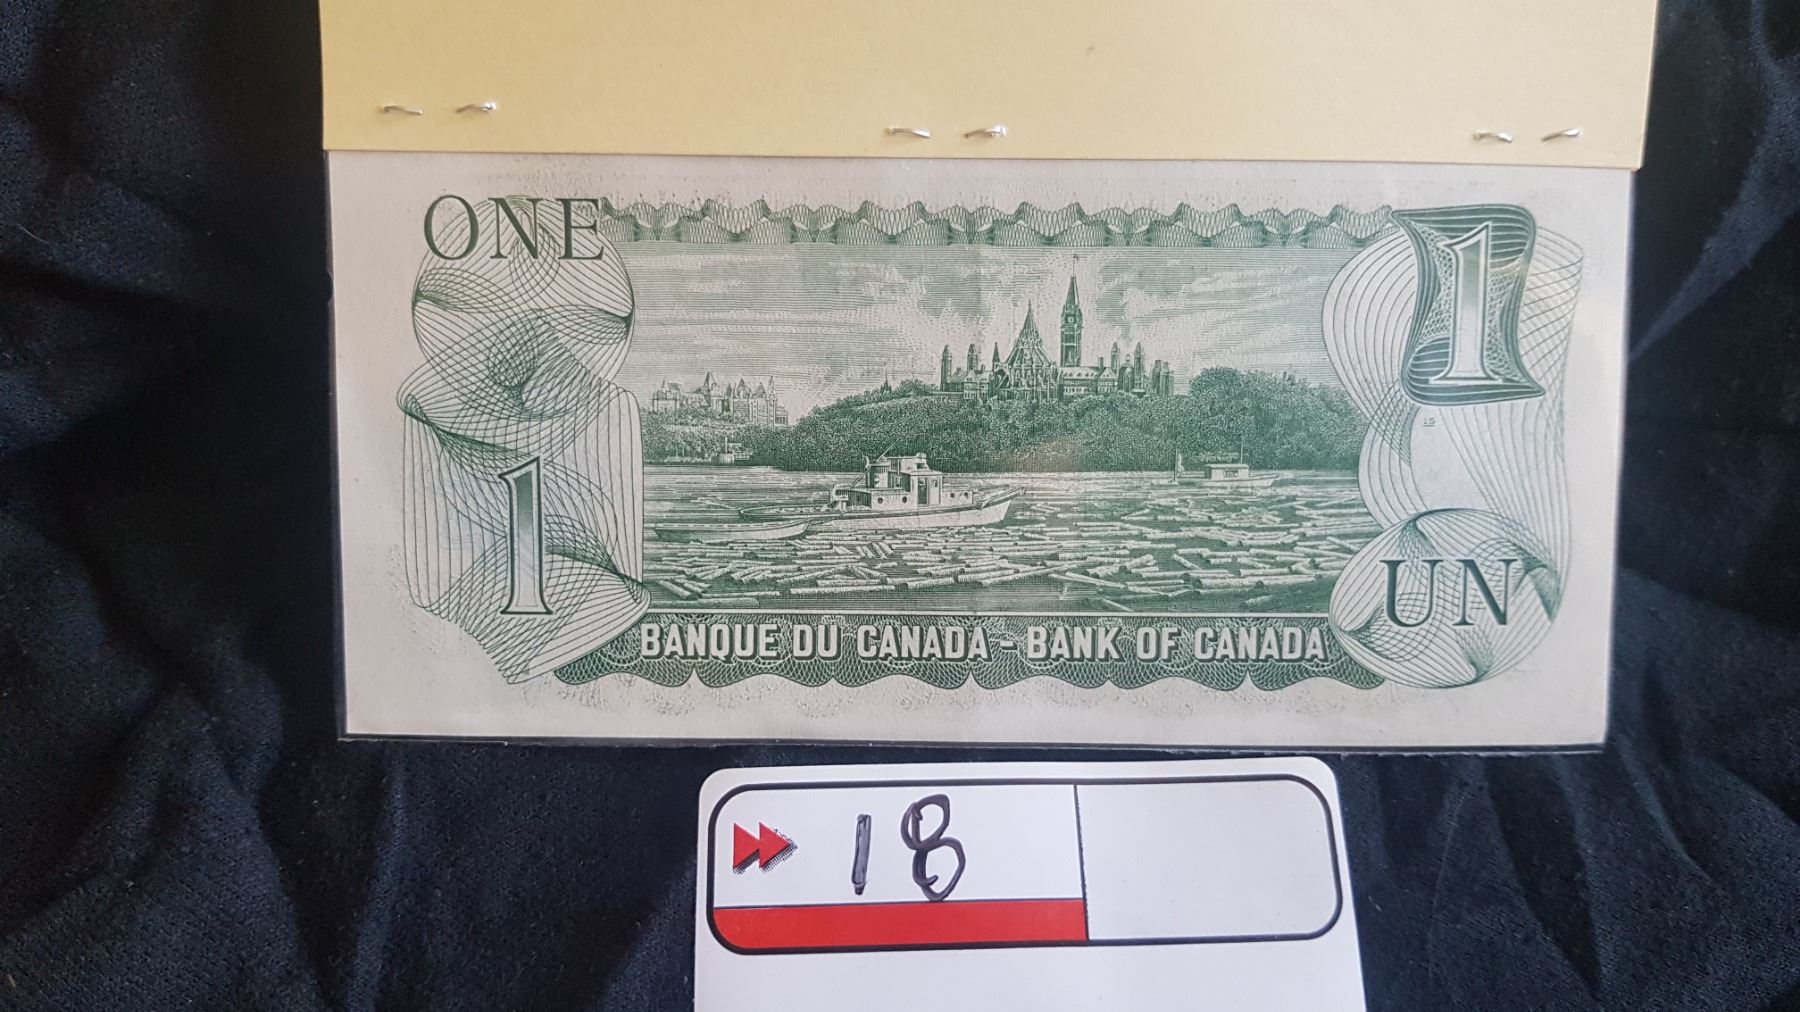 ONE
1
1
BANQUE DU CANADA - BANK OF CANADA
UN
18